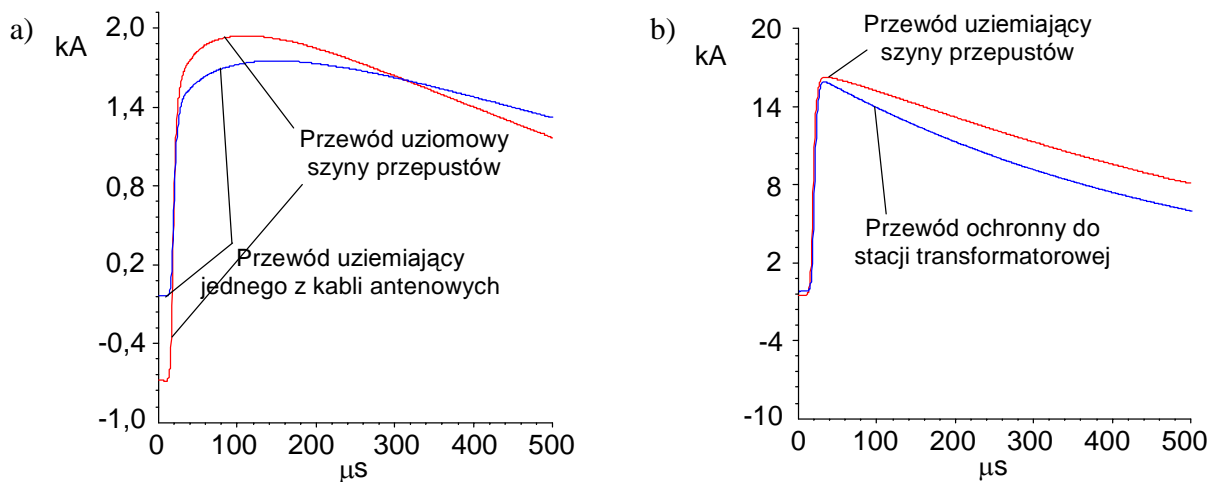 a)
kA
2,0
1,4
0,8
0,2
-0,4
-1,0
0 100 200 300 400 500
μs
Przewód uziomowy
szyny przepustów
Przewód uziemiający
jednego z kabli antenowych
b)
kA
20
14
8
2
-4
-10
0 100 200 300 400 500
μs
Przewód uziemiający
szyny przepustów
Przewód ochronny do
stacji transformatorowej